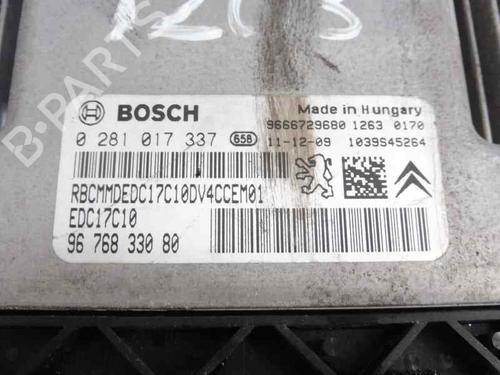 BOSCH
Made in Hungary
9666729680 1263 0170
0 281 017 337 65B
11-12-09 1039S45264
RBCMMDEDC17C10DV4CCEM01
EDC17C10
96 768 330 80
B-PARTS